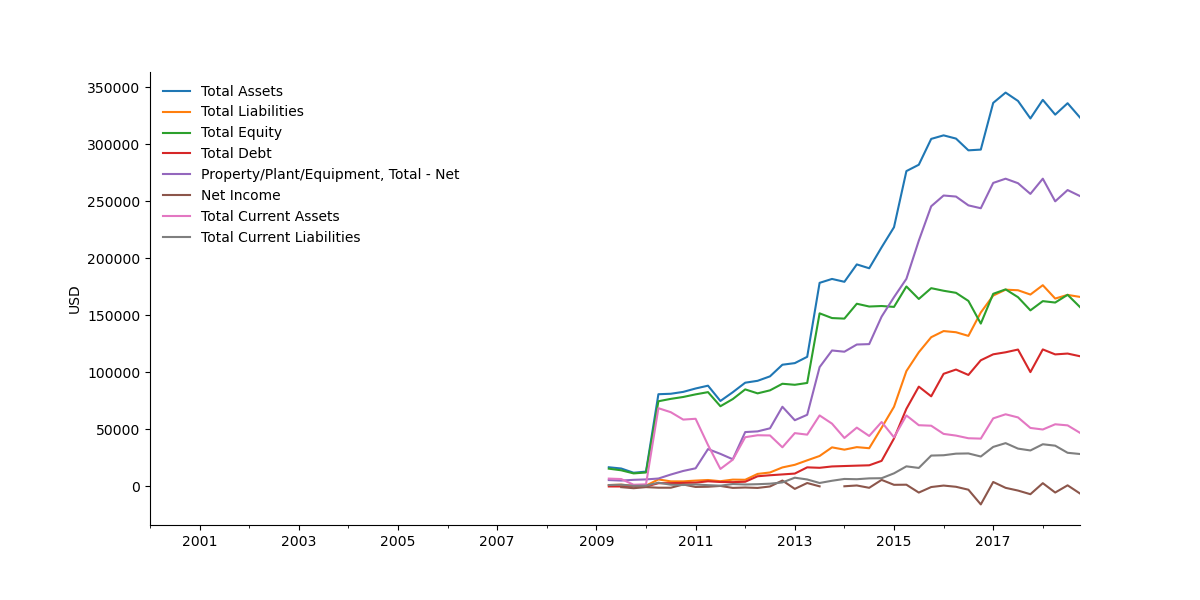 350000
300000
250000
200000
150000
100000
50000
0
USD
Total Assets
Total Liabilities
Total Equity
Total Debt
Property/Plant/Equipment, Total - Net
Net Income
Total Current Assets
Total Current Liabilities
2001 2003 2005 2007 2009 2011 2013 2015 2017